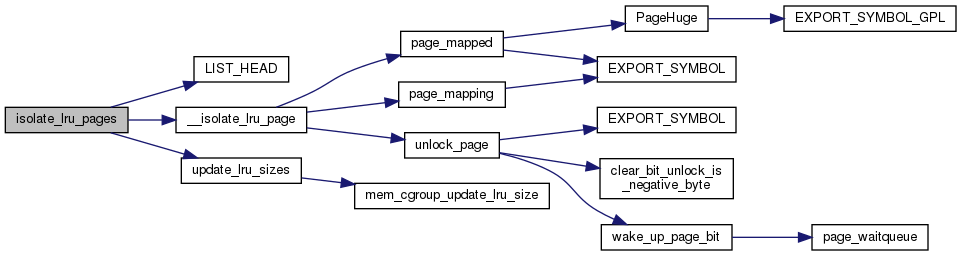 isolate_lru_pages
LIST_HEAD
__isolate_lru_page
update_lru_sizes
page_mapped
page_mapping
unlock_page
mem_cgroup_update_lru_size
PageHuge
EXPORT_SYMBOL
EXPORT_SYMBOL
clear_bit_unlock_is
_negative_byte
wake_up_page_bit
EXPORT_SYMBOL_GPL
page_waitqueue